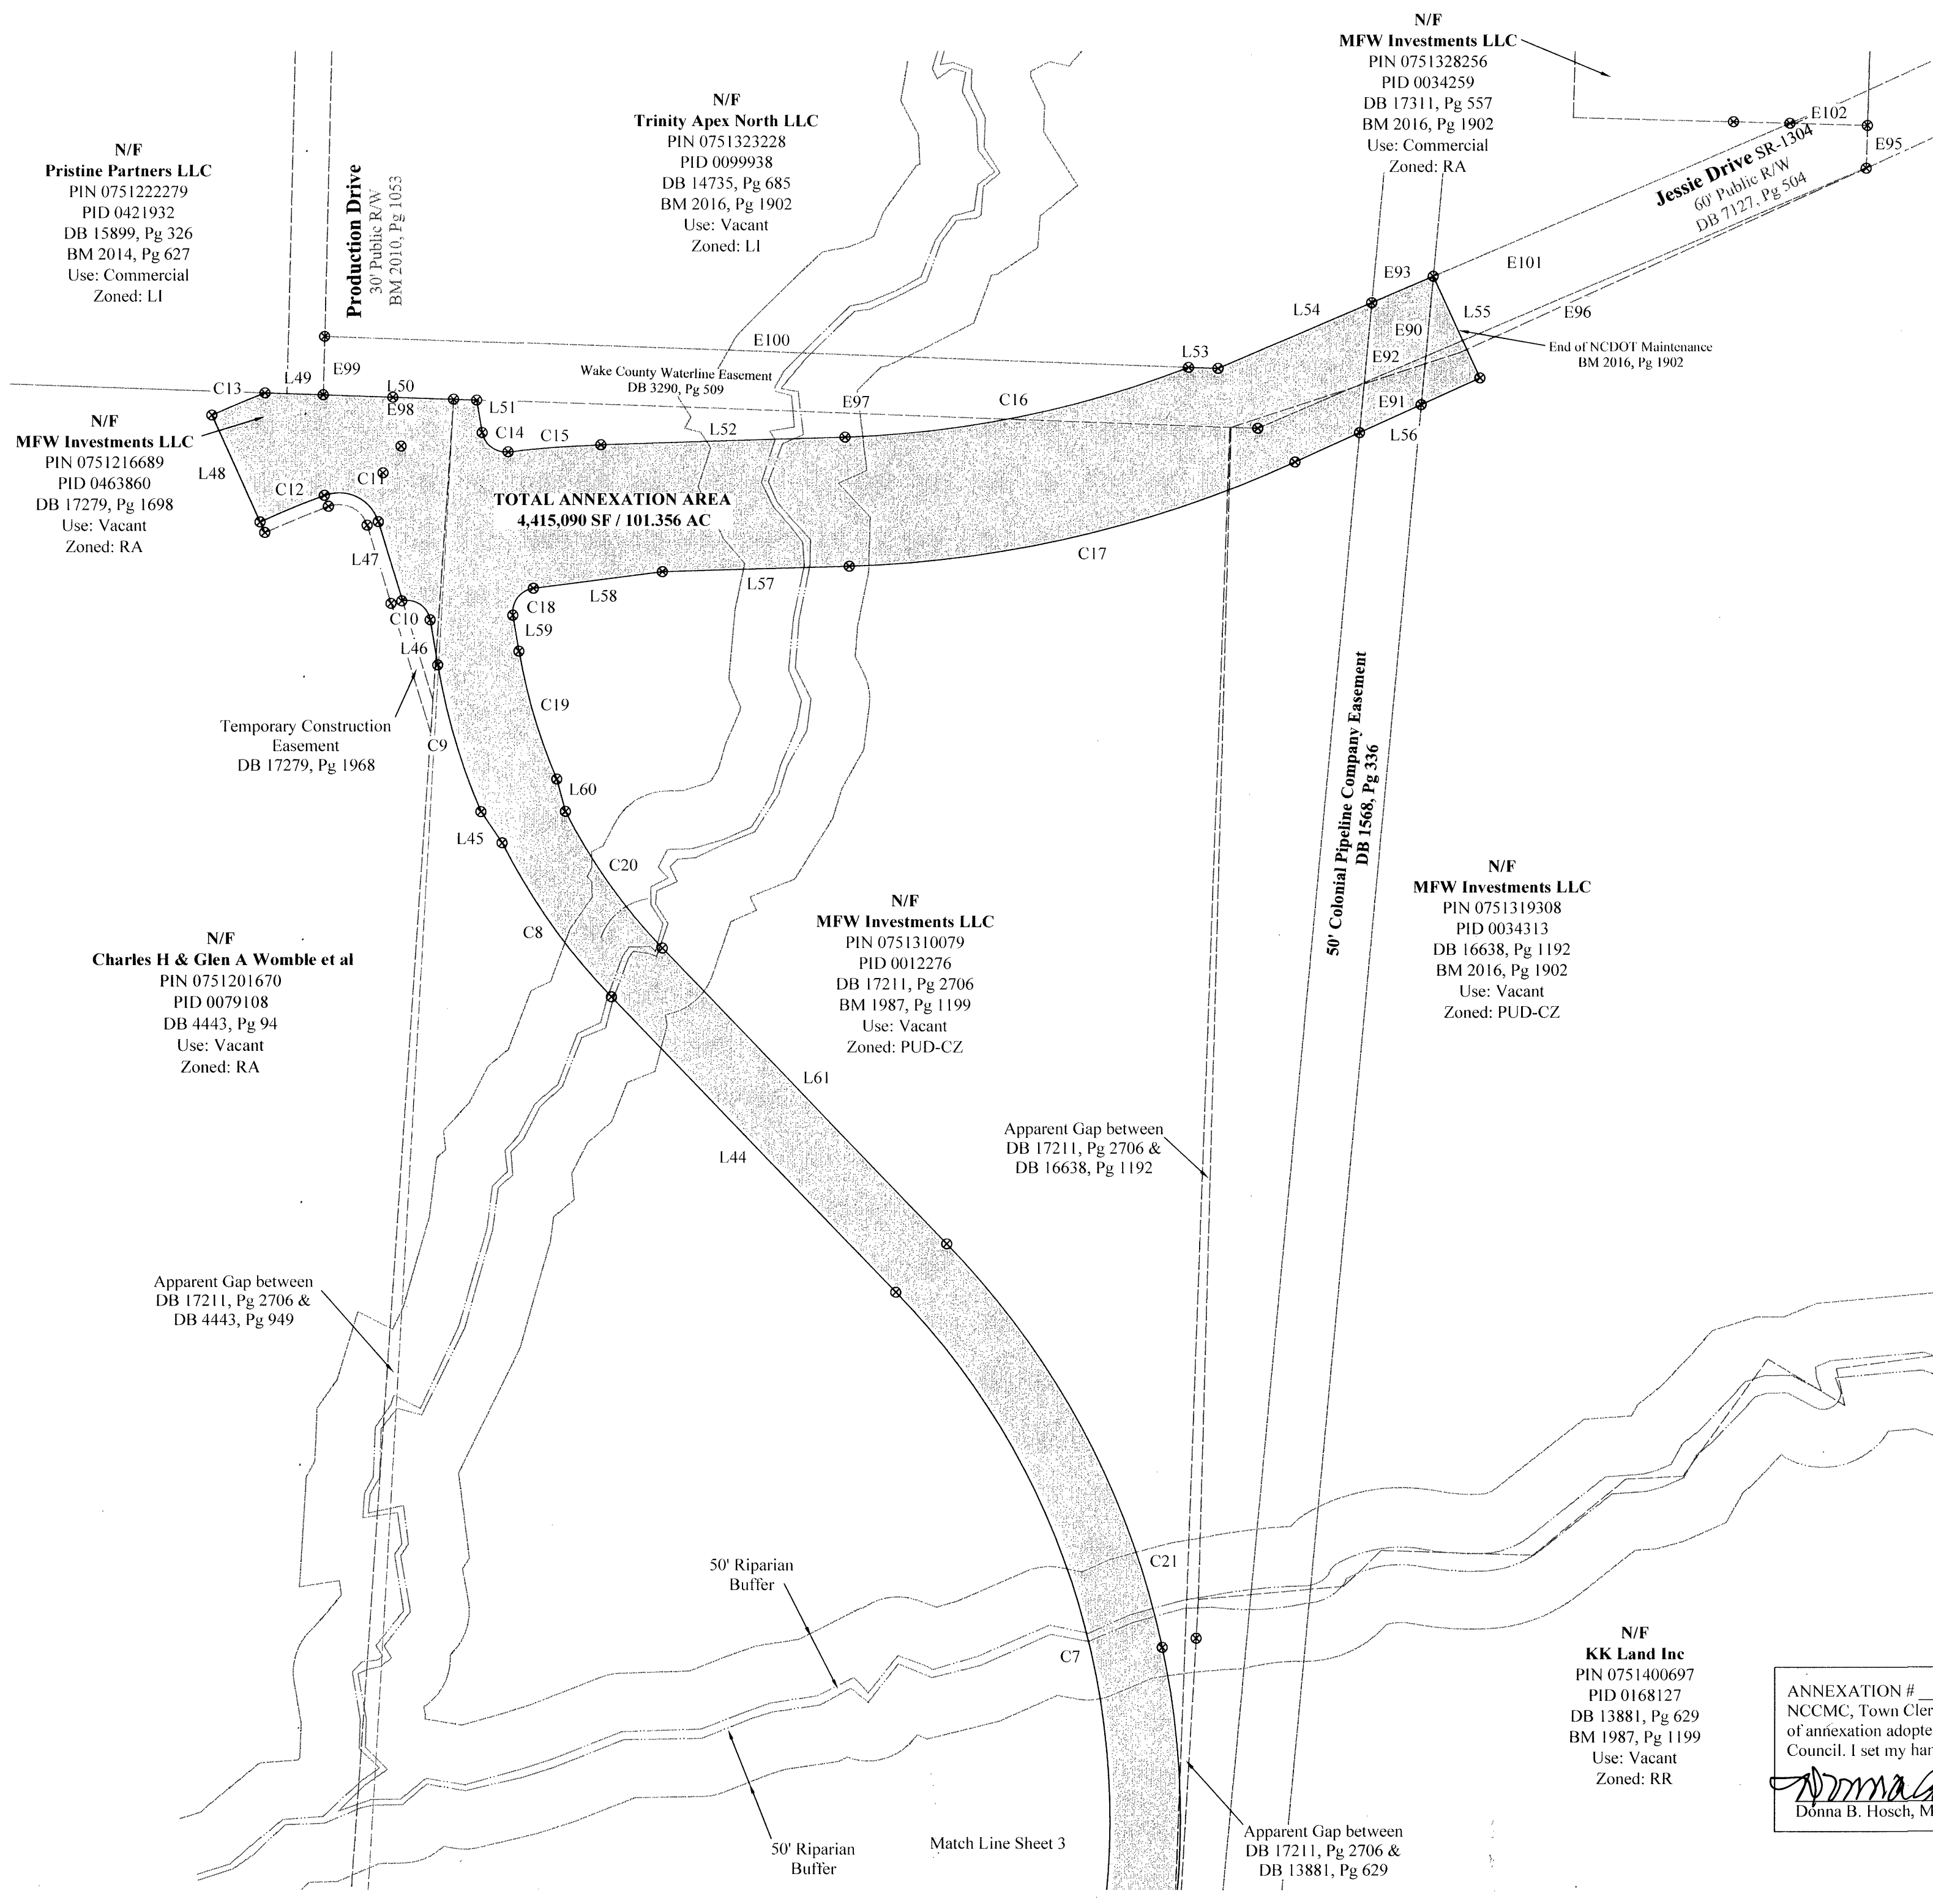 N/F
MFW Investments LLC
PIN 0751328256
PID 0034259
DB 17311, Pg 557
BM 2016, Pg 1902
Use: Commercial
Zoned: RA
N/F
Trinity Apex North LLC
PIN 0751323228
PID 0099938
DB 14735, Pg 685
BM 2016, Pg 1902
Use: Vacant
Zoned: LI
N/F
Pristine Partners LLC
PIN 0751222279
PID 0421932
DB 15899, Pg 326
BM 2014, Pg 627
Use: Commercial
Zoned: LI
Production Drive
30' Public R/W
BM 2010, Pg 1053
E102
E95
Jessie Drive SR-1304
60' Public R/W
DB 7127, Pg 504
E93
E101
L54
L55
E96
E90
End of NCDOT Maintenance
BM 2016, Pg 1902
E92
E100
L53
Wake County Waterline Easement
DB 3290, Pg 509
C13
L49
E99
L50
E98
L51
C16
E97
E91
L56
C14
C15
L52
N/F
MFW Investments LLC
PIN 0751216689
PID 0463860
DB 17279, Pg 1698
Use: Vacant
Zoned: RA
L48
C12
C11
TOTAL ANNEXATION AREA
4,415,090 SF / 101.356 AC
L47
C17
L57
L58
C18
C10
L59
L46
C19
Temporary Construction
Easement
DB 17279, Pg 1968
C9
L60
L45
C20
C8
50' Colonial Pipeline Company Easement
DB 1568, Pg 336
N/F
MFW Investments LLC
PIN 0751319308
PID 0034313
DB 16638, Pg 1192
BM 2016, Pg 1902
Use: Vacant
Zoned: PUD-CZ
N/F
MFW Investments LLC
PIN 0751310079
PID 0012276
DB 17211, Pg 2706
BM 1987, Pg 1199
Use: Vacant
Zoned: PUD-CZ
N/F
Charles H & Glen A Womble et al
PIN 0751201670
PID 0079108
DB 4443, Pg 94
Use: Vacant
Zoned: RA
L61
L44
Apparent Gap between
DB 17211, Pg 2706 &
DB 16638, Pg 1192
Apparent Gap between
DB 17211, Pg 2706 &
DB 4443, Pg 949
50' Riparian
Buffer
C21
C7
N/F
KK Land Inc
PIN 0751400697
PID 0168127
DB 13881, Pg 629
BM 1987, Pg 1199
Use: Vacant
Zoned: RR
ANNEXATION #
NCCMC, Town Cler
of annexation adopte
Council. I set my han
Donna B. Hosch, M
50' Riparian
Buffer
Match Line Sheet 3
Apparent Gap between
DB 17211, Pg 2706 &
DB 13881, Pg 629